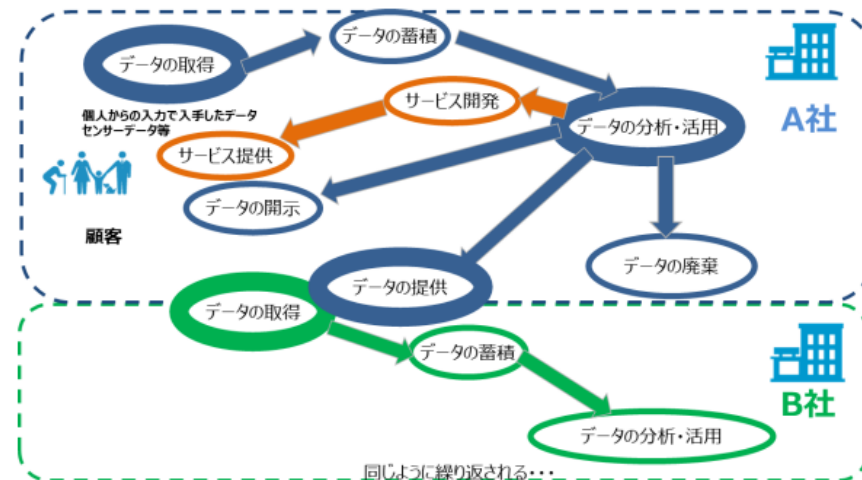 データの蓄積
データの取得
サービス開発
個人からの入力で入手したデータ
センサーデータ等
A社
データの分析・活用
サービス提供
データの開示
顧客
データの廃棄
データの提供
データの取得
データの蓄積
B社
データの分析・活用
同じように繰り返される・・・